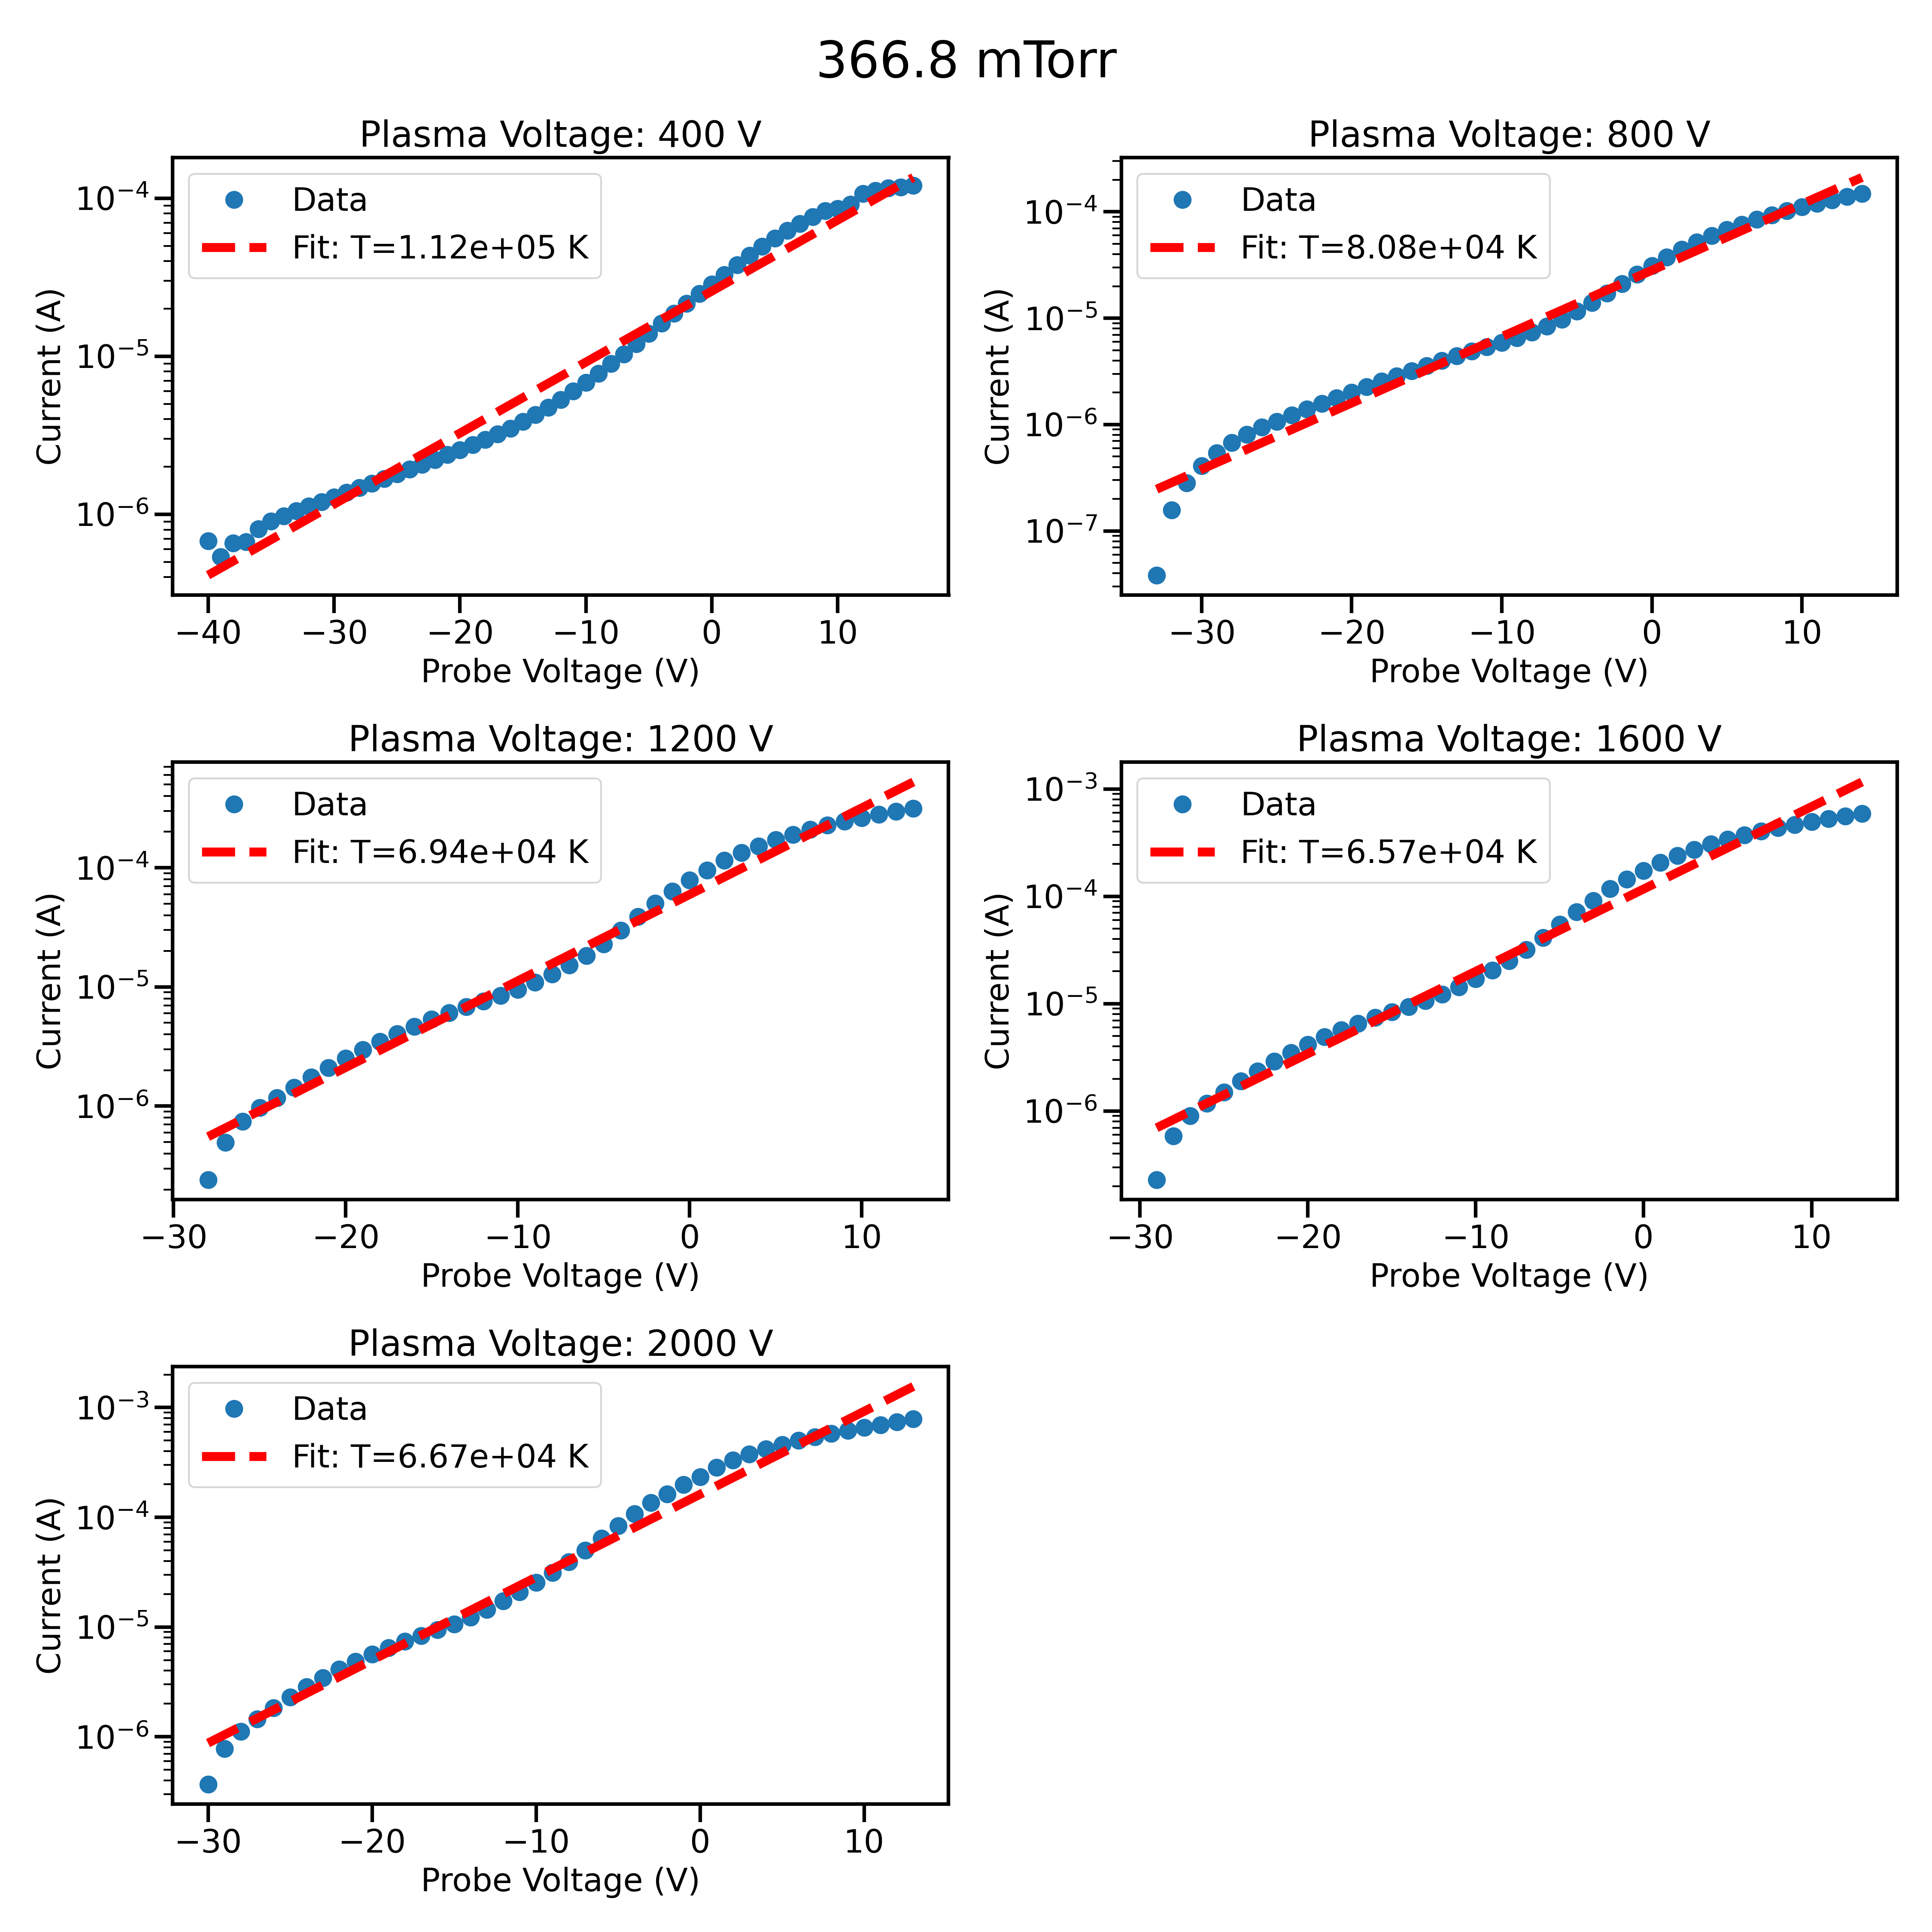 366.8 mTorr
Plasma Voltage: 400 V
10⁻⁴
10⁻⁵
10⁻⁶
Current (A)
Data
Fit: T=1.12e+05 K
−40 −30 −20 −10 0 10
Probe Voltage (V)
Plasma Voltage: 800 V
10⁻⁴
10⁻⁵
10⁻⁶
10⁻⁷
Current (A)
Data
Fit: T=8.08e+04 K
−30 −20 −10 0 10
Probe Voltage (V)
Plasma Voltage: 1200 V
10⁻⁴
10⁻⁵
10⁻⁶
Current (A)
Data
Fit: T=6.94e+04 K
−30 −20 −10 0 10
Probe Voltage (V)
Plasma Voltage: 1600 V
10⁻³
10⁻⁴
10⁻⁵
10⁻⁶
Current (A)
Data
Fit: T=6.57e+04 K
−30 −20 −10 0 10
Probe Voltage (V)
Plasma Voltage: 2000 V
10⁻³
10⁻⁴
10⁻⁵
10⁻⁶
Current (A)
Data
Fit: T=6.67e+04 K
−30 −20 −10 0 10
Probe Voltage (V)